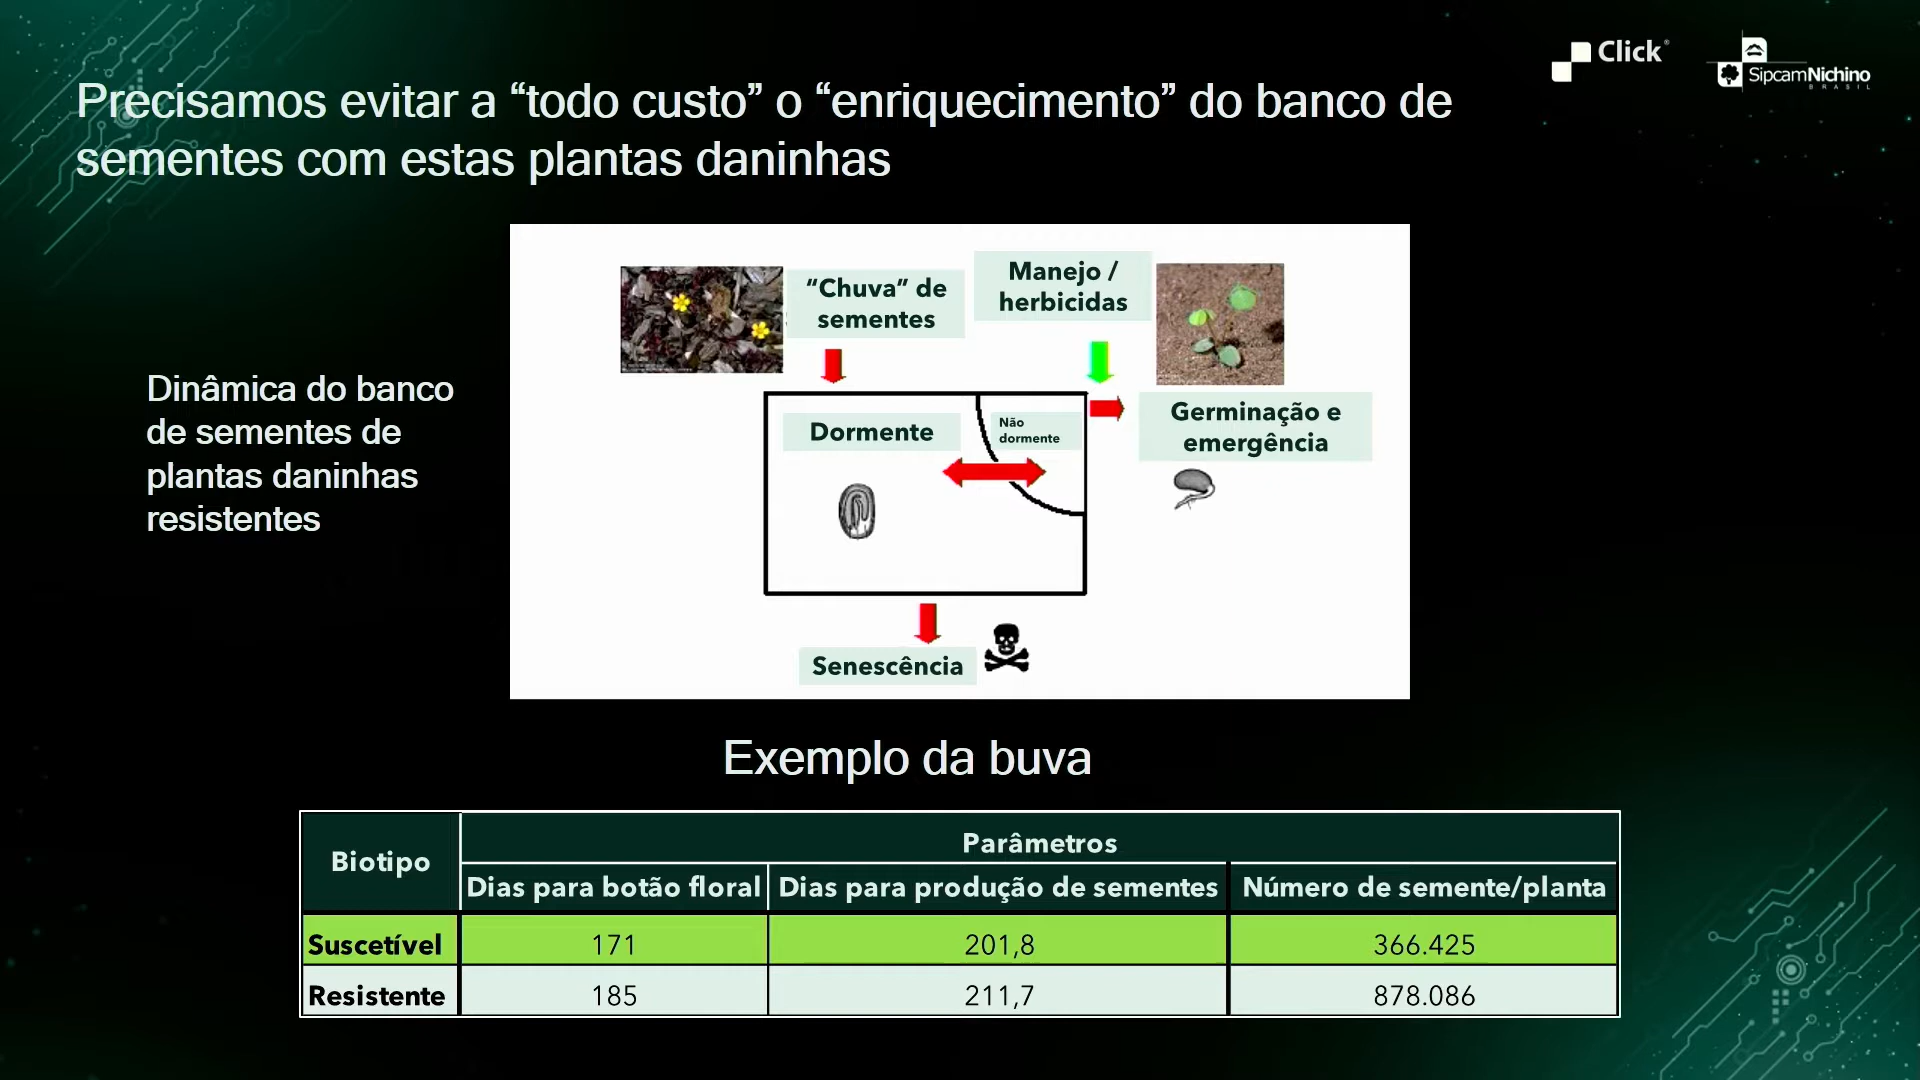 Click
SipcamNichino
BRASIL
Precisamos evitar a “todo custo” o “enriquecimento” do banco de
sementes com estas plantas daninhas
Dinâmica do banco
de sementes de
plantas daninhas
resistentes
“Chuva” de
sementes
Manejo /
herbicidas
Dormente
Não
dormente
Germinação e
emergência
Senescência
Exemplo da buva
Biotipo
Parâmetros
Dias para botão floral Dias para produção de sementes Número de semente/planta
Suscetível 171 201,8 366.425
Resistente 185 211,7 878.086